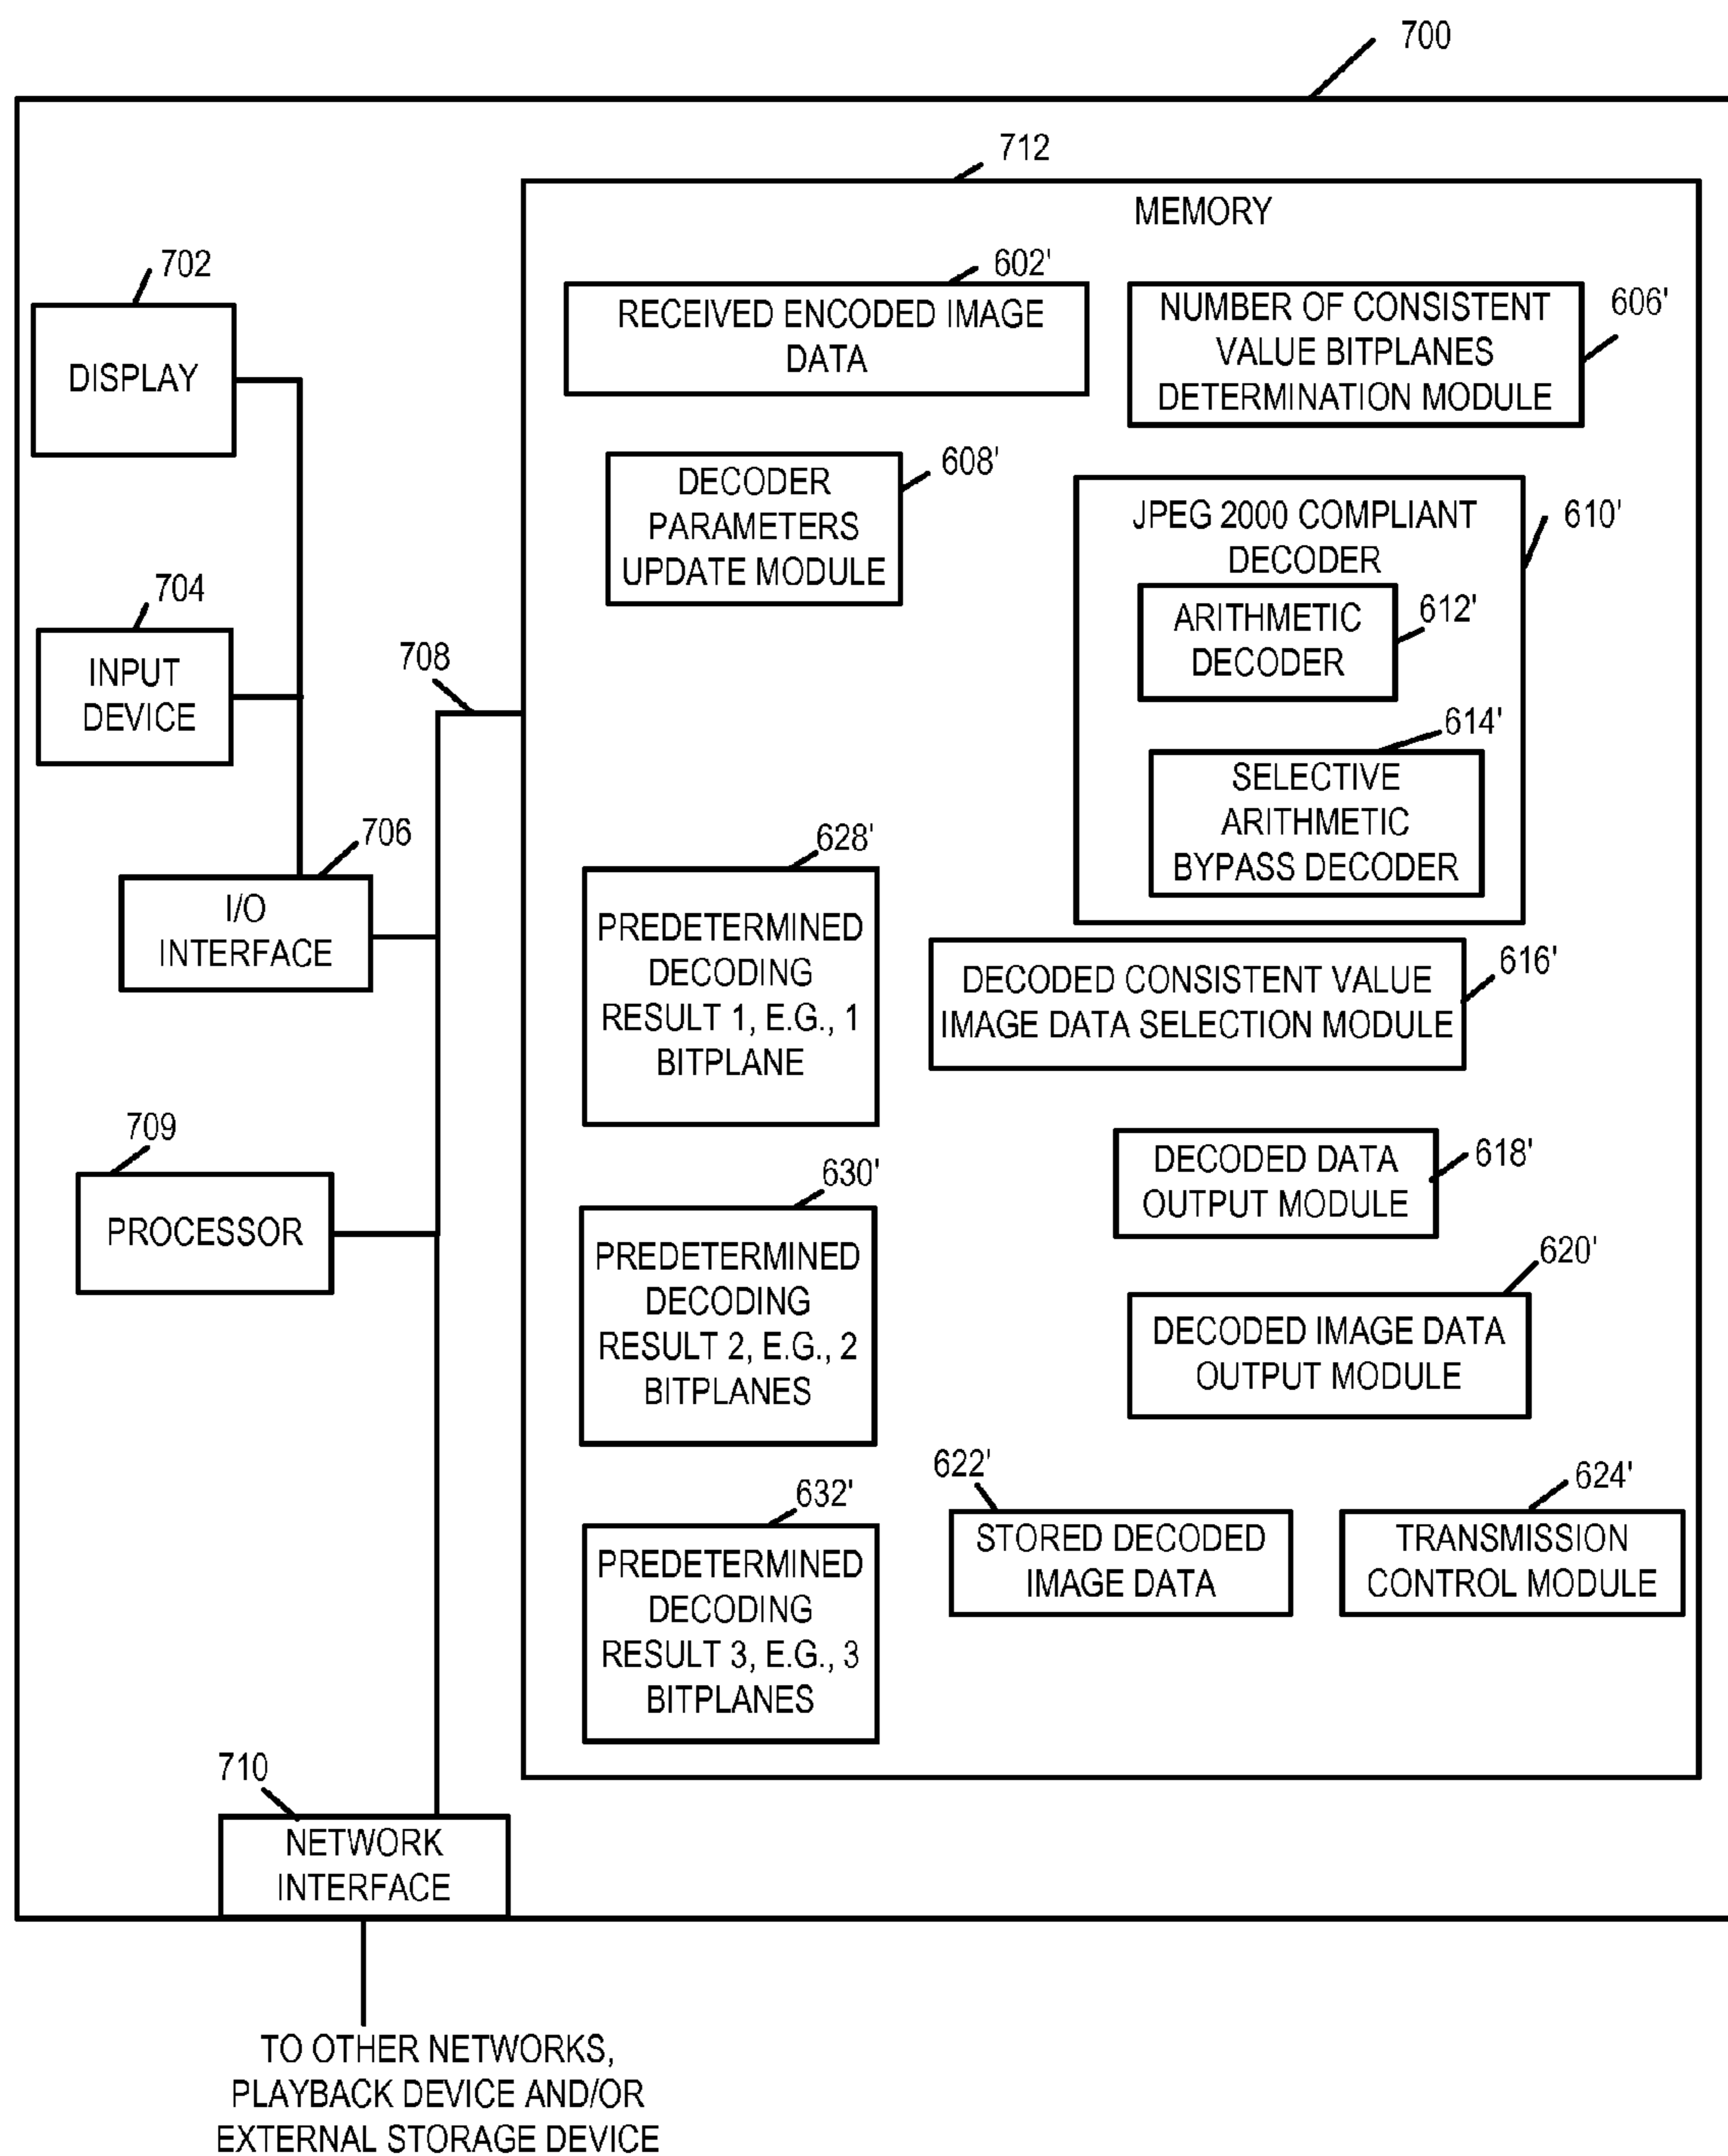 700
712
MEMORY
702
DISPLAY
602'
RECEIVED ENCODED IMAGE
DATA
NUMBER OF CONSISTENT
VALUE BITPLANES
DETERMINATION MODULE
606'
608'
DECODER
PARAMETERS
UPDATE MODULE
JPEG 2000 COMPLIANT
DECODER
610'
ARITHMETIC
DECODER
612'
614'
SELECTIVE
ARITHMETIC
BYPASS DECODER
704
INPUT
DEVICE
708
706
I/O
INTERFACE
628'
PREDETERMINED
DECODING
RESULT 1, E.G., 1
BITPLANE
DECODED CONSISTENT VALUE
IMAGE DATA SELECTION MODULE
616'
709
PROCESSOR
DECODED DATA
OUTPUT MODULE
618'
630'
PREDETERMINED
DECODING
RESULT 2, E.G., 2
BITPLANES
620'
DECODED IMAGE DATA
OUTPUT MODULE
632'
PREDETERMINED
DECODING
RESULT 3, E.G., 3
BITPLANES
622'
STORED DECODED
IMAGE DATA
624'
TRANSMISSION
CONTROL MODULE
710
NETWORK
INTERFACE
TO OTHER NETWORKS,
PLAYBACK DEVICE AND/OR
EXTERNAL STORAGE DEVICE